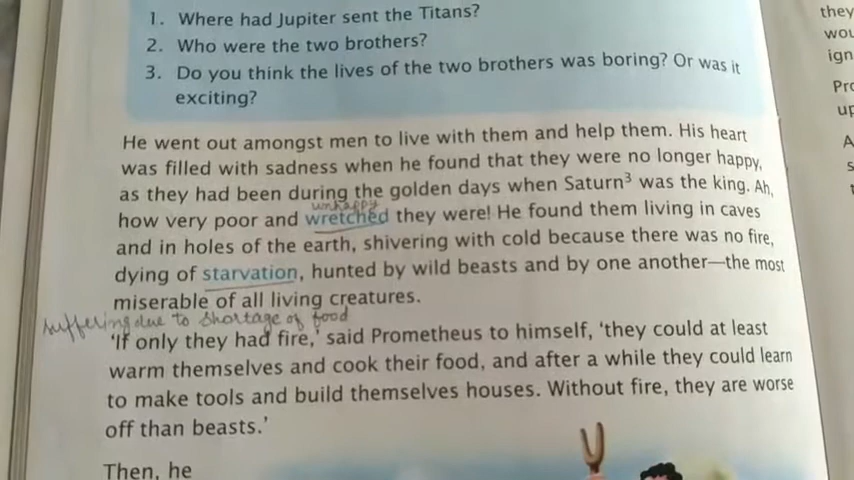 1. Where had Jupiter sent the Titans?
2. Who were the two brothers?
3. Do you think the lives of the two brothers was boring? Or was it
exciting?
He went out amongst men to live with them and help them. His heart
was filled with sadness when he found that they were no longer happy,
as they had been during the golden days when Saturn³ was the king. Ah,
unhappy
how very poor and wretched they were! He found them living in caves
and in holes of the earth, shivering with cold because there was no fire,
dying of starvation, hunted by wild beasts and by one another—the most
miserable of all living creatures.
suffering due to shortage of food
'If only they had fire,' said Prometheus to himself, 'they could at least
warm themselves and cook their food, and after a while they could learn
to make tools and build themselves houses. Without fire, they are worse
off than beasts.'
Then, he
they
wou
ign
Pro
up
A
s